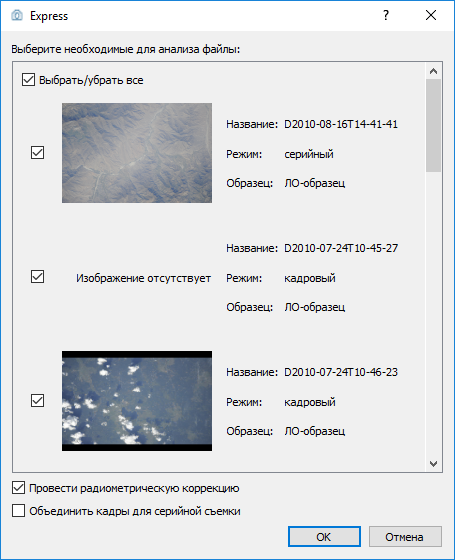 Express
Выберите необходимые для анализа файлы:
Выбрать/убрать все
Название: D2010-08-16T14-41-41
Режим: серийный
Образец: ЛО-образец
Название: D2010-07-24T10-45-27
Изображение отсутствует
Режим: кадровый
Образец: ЛО-образец
Название: D2010-07-24T10-46-23
Режим: кадровый
Образец: ЛО-образец
Провести радиометрическую коррекцию
Объединить кадры для серийной съемки
OK
Отмена